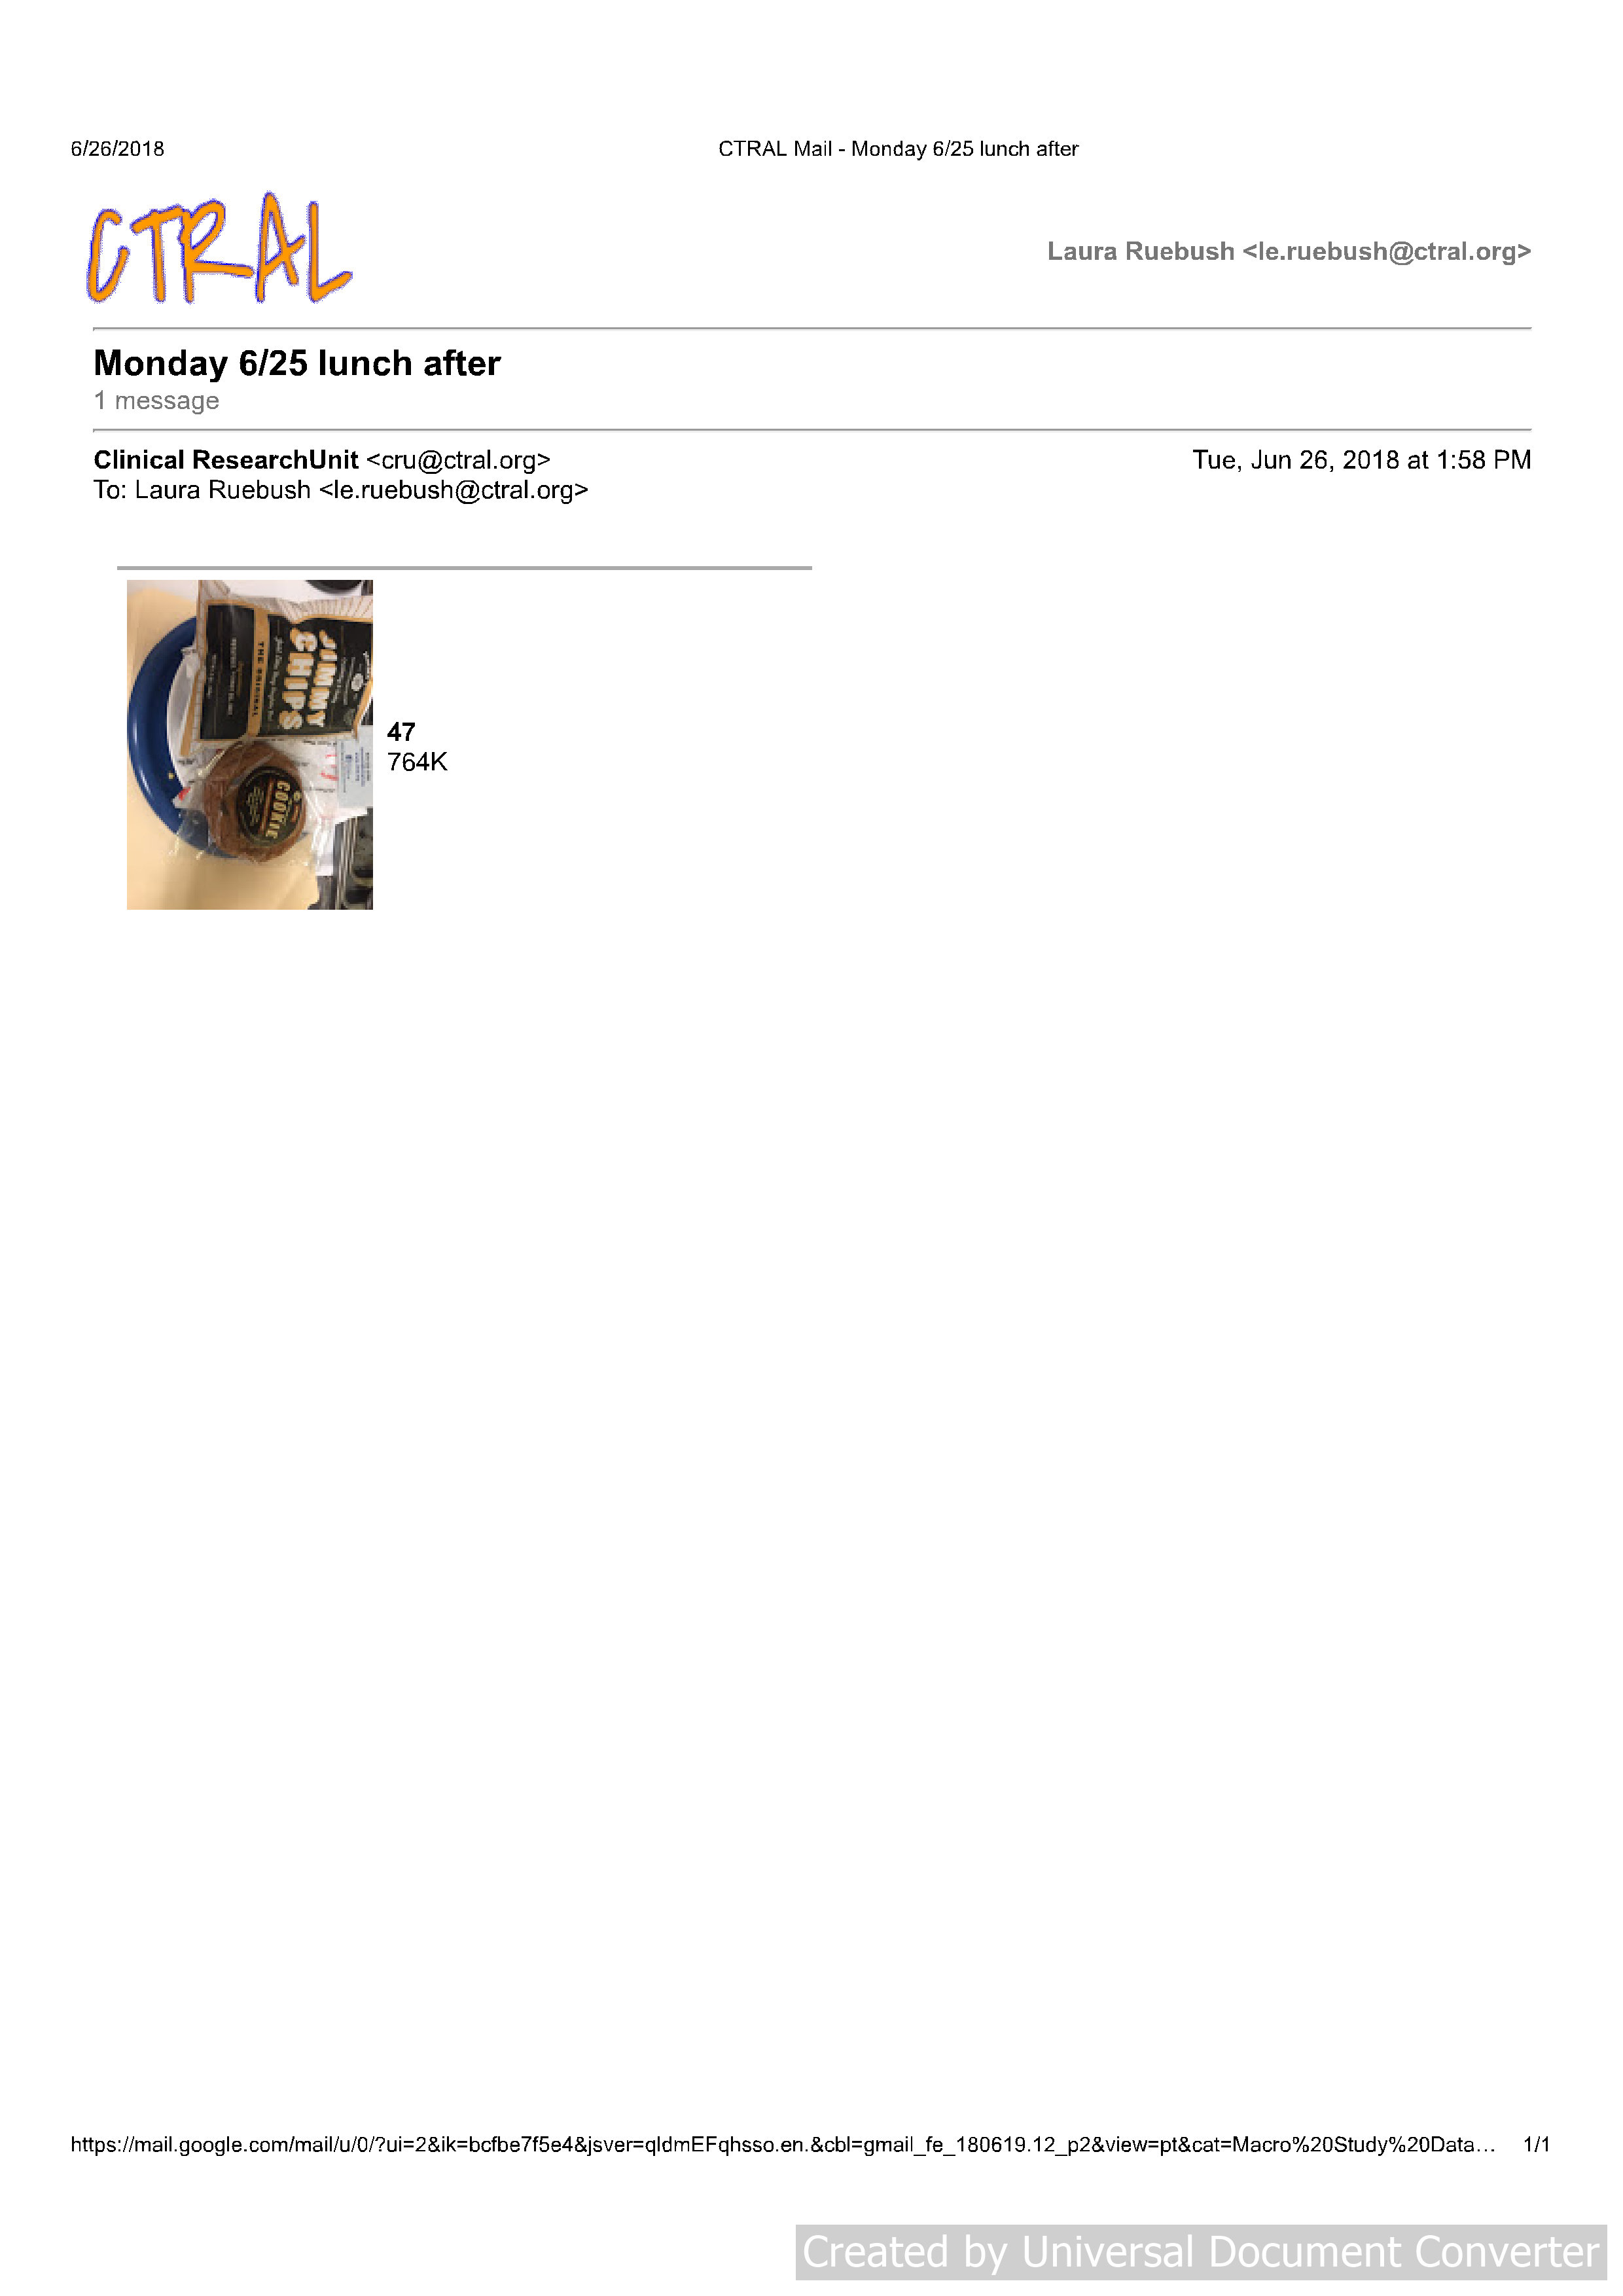 6/26/2018
CTRAL Mail - Monday 6/25 lunch after
CTRAL
Laura Ruebush <le.ruebush@ctral.org>
Monday 6/25 lunch after
1 message
Clinical ResearchUnit <cru@ctral.org>
Tue, Jun 26, 2018 at 1:58 PM
To: Laura Ruebush <le.ruebush@ctral.org>
JIMMY
CHIPS
THE ORIGINAL
COOKIE
47
764K
https://mail.google.com/mail/u/0/?ui=2&ik=bcfbe7f5e4&jsver=qldmEFqhsso.en.&cbl=gmail_fe_180619.12_p2&view=pt&cat=Macro%20Study%20Data…
1/1
Created by Universal Document Converter